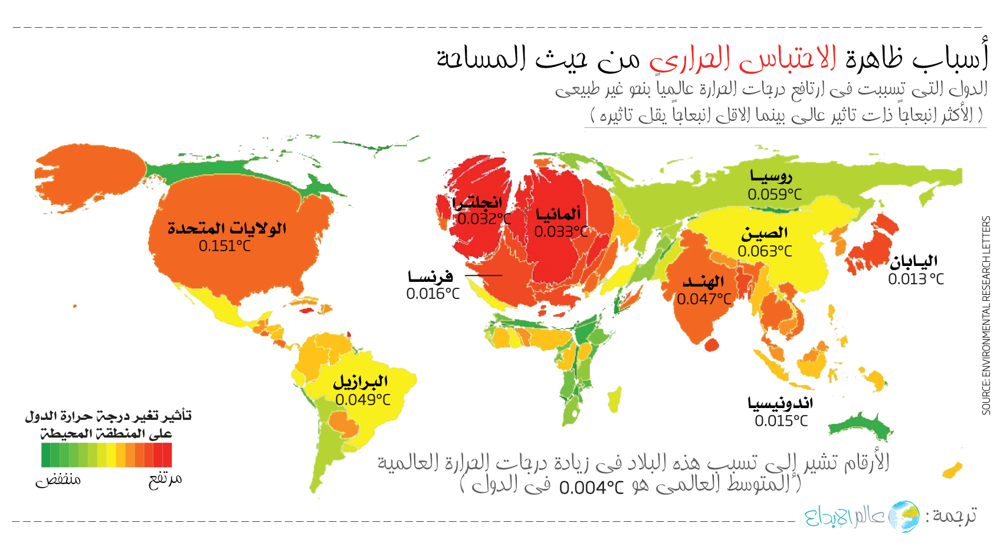 أسباب ظاهرة الاحتباس الحراري من حيث المساحة
الدول التى تسببت فى ارتافع درجات الحرارة عالمياً بنحو غير طبيعى
( الأكثر انبعاجاً ذات تاثير عالى بينما الاقل انبعاجاً يقل تاثيره )
روسيا
0.059°C
انجلترا
0.032°C
ألمانيا
0.033°C
الولايات المتحدة
0.151°C
الصين
0.063°C
اليابان
0.013 °C
فرنسا
0.016°C
الهند
0.047°C
البرازيل
0.049°C
اندونيسيا
0.015°C
تأثير تغير درجة حرارة الدول
على المنطقة المحيطة
مرتفع
منخفض
الأرقام تشير إلى تسبب هذه البلاد فى زيادة درجات الحرارة العالمية
( المتوسط العالمى هو 0.004°C فى الدول )
ترجمة :
عالم الإبداع
SOURCE: ENVIRONMENTAL RESEARCH LETTERS